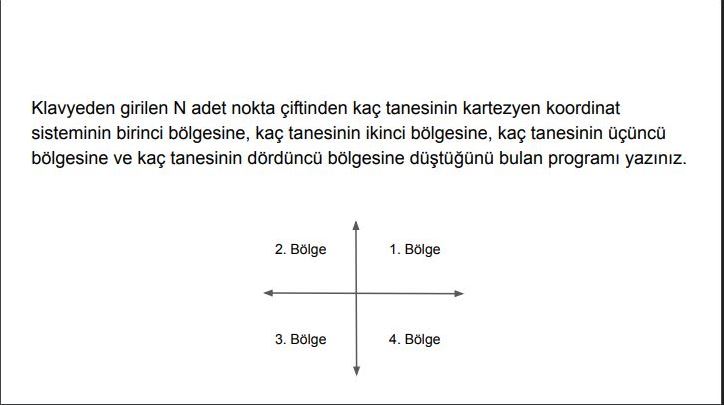 Klavyeden girilen N adet nokta çiftinden kaç tanesinin kartezyen koordinat
sisteminin birinci bölgesine, kaç tanesinin ikinci bölgesine, kaç tanesinin üçüncü
bölgesine ve kaç tanesinin dördüncü bölgesine düştüğünü bulan programı yazınız.
2. Bölge
1. Bölge
3. Bölge
4. Bölge